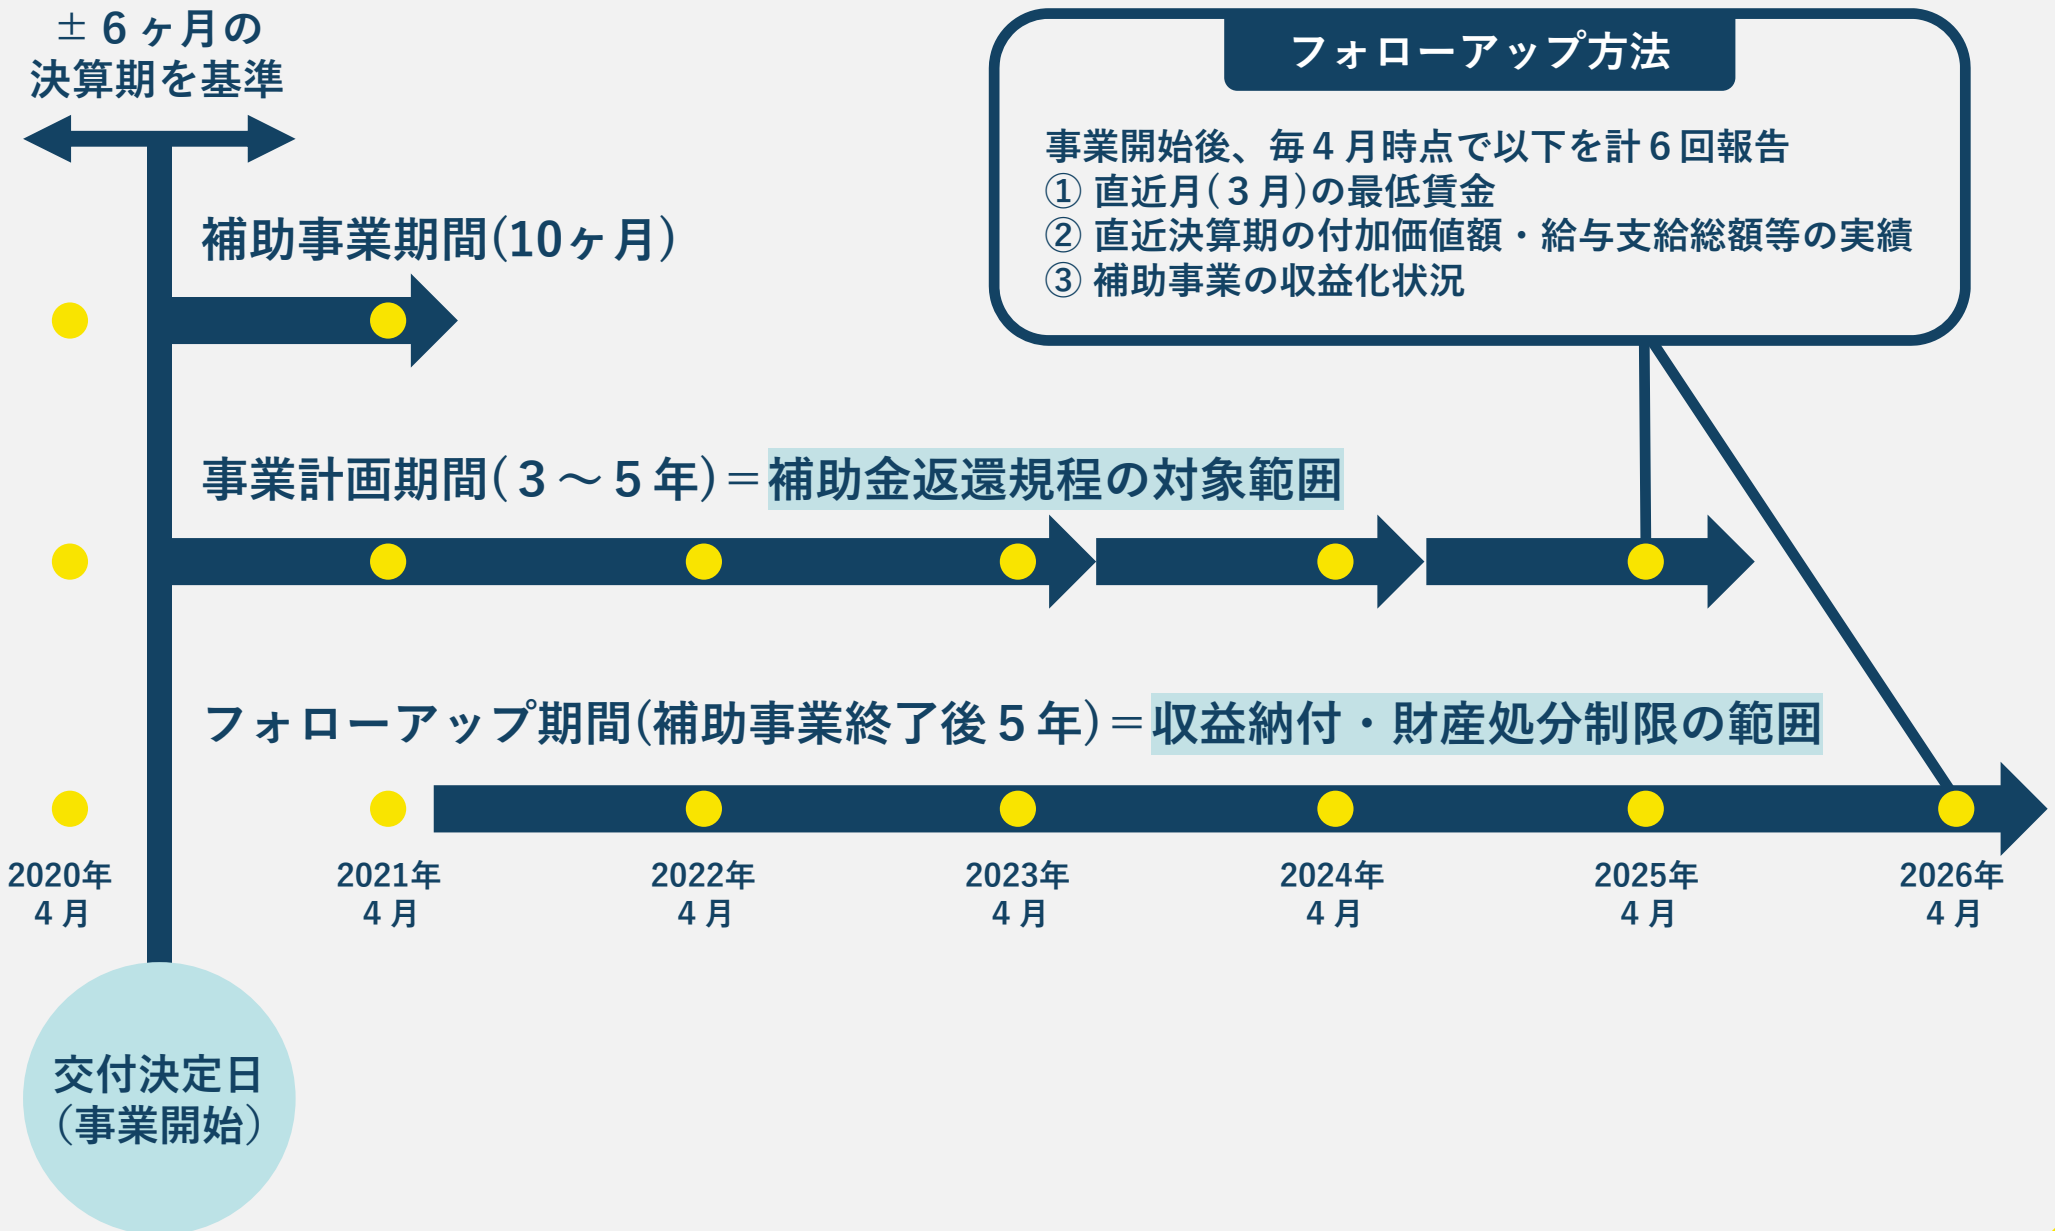 ±6ヶ月の
決算期を基準
フォローアップ方法
事業開始後、毎4月時点で以下を計6回報告
① 直近月(3月)の最低賃金
② 直近決算期の付加価値額・給与支給総額等の実績
③ 補助事業の収益化状況
補助事業期間(10ヶ月)
事業計画期間(3～5年)＝補助金返還規程の対象範囲
フォローアップ期間(補助事業終了後5年)＝収益納付・財産処分制限の範囲
2020年
4月
2021年
4月
2022年
4月
2023年
4月
2024年
4月
2025年
4月
2026年
4月
交付決定日
（事業開始）